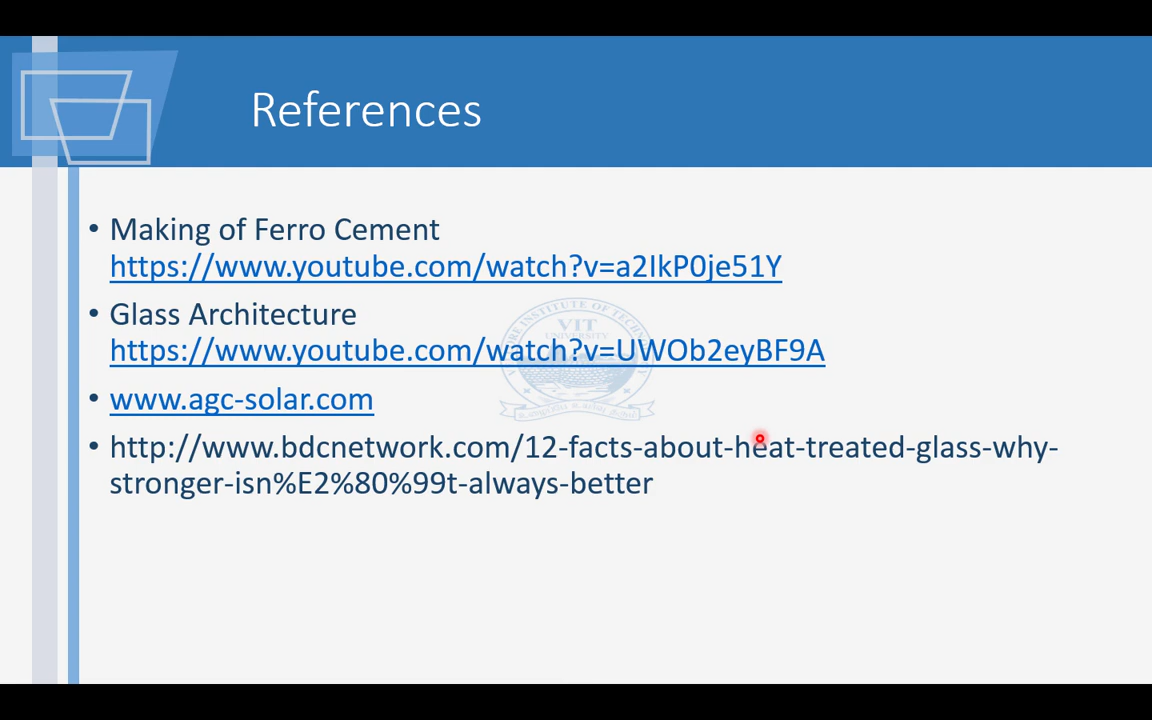 References
• Making of Ferro Cement
https://www.youtube.com/watch?v=a2IkP0je51Y
• Glass Architecture
https://www.youtube.com/watch?v=UWOb2eyBF9A
• www.agc-solar.com
• http://www.bdcnetwork.com/12-facts-about-heat-treated-glass-why-
stronger-isn%E2%80%99t-always-better
VIT
UNIVERSITY